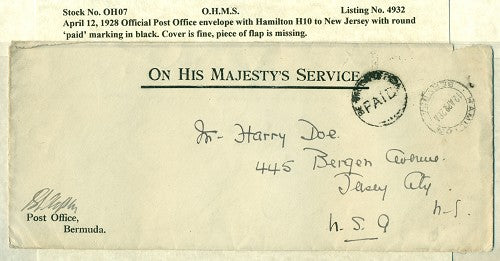 Stock No. OH07 O.H.M.S. Listing No. 4932
April 12, 1928 Official Post Office envelope with Hamilton H10 to New Jersey with round
'paid' marking in black. Cover is fine, piece of flap is missing.
ON HIS MAJESTY'S SERVICE
PAID
Mr Harry Doe.
445 Bergen Avenue.
Jersey City
N.J.
U.S.A
Post Office,
Bermuda.